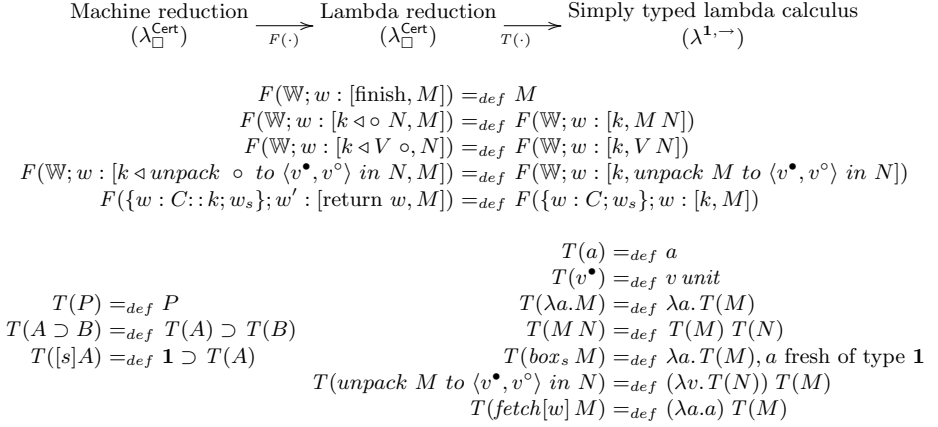 Machine reduction —F(·)→ Lambda reduction —T(·)→ Simply typed lambda calculus
(λ□^Cert) (λ□^Cert) (λ^{1,→})
F(𝕎; w : [finish, M]) =def M
F(𝕎; w : [k ◁ ∘ N, M]) =def F(𝕎; w : [k, M N])
F(𝕎; w : [k ◁ V ∘, N]) =def F(𝕎; w : [k, V N])
F(𝕎; w : [k ◁ unpack ∘ to ⟨v•, v°⟩ in N, M]) =def F(𝕎; w : [k, unpack M to ⟨v•, v°⟩ in N])
F({w : C:: k; ws}; w′ : [return w, M]) =def F({w : C; ws}; w : [k, M])
T(P) =def P
T(A ⊃ B) =def T(A) ⊃ T(B)
T([s]A) =def 1 ⊃ T(A)
T(a) =def a
T(v•) =def v unit
T(λa.M) =def λa.T(M)
T(M N) =def T(M) T(N)
T(box_s M) =def λa.T(M), a fresh of type 1
T(unpack M to ⟨v•, v°⟩ in N) =def (λv.T(N)) T(M)
T(fetch[w] M) =def (λa.a) T(M)